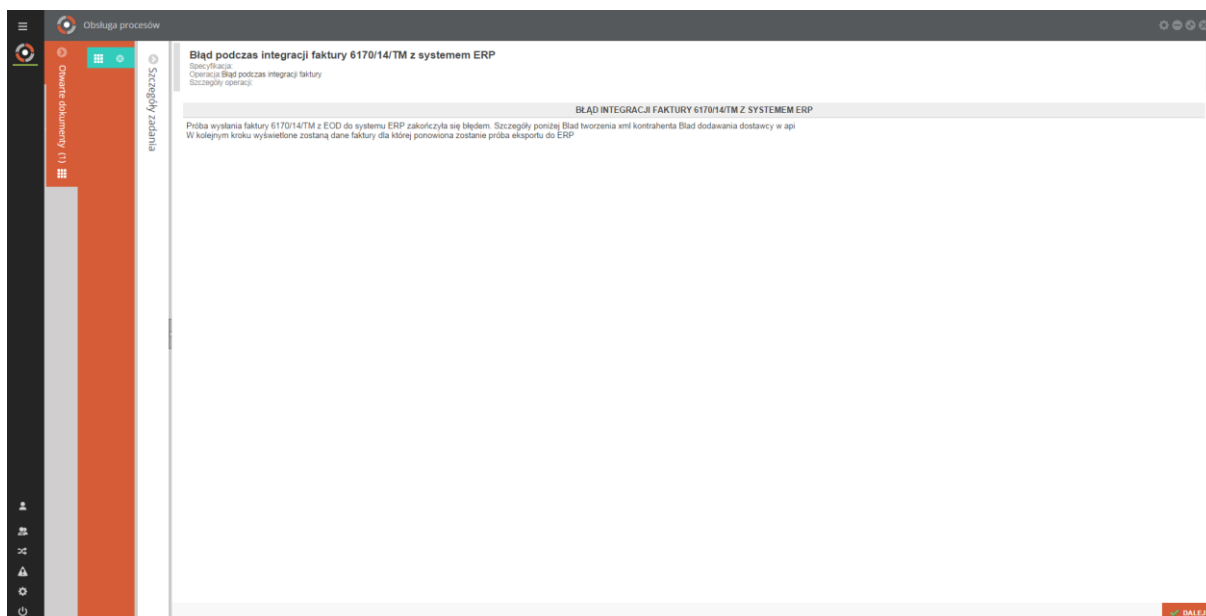 Obsługa procesów
Otwarte dokumenty (1)
Szczegóły zadania
Błąd podczas integracji faktury 6170/14/TM z systemem ERP
Specyfikacja:
Operacja:Błąd podczas integracji faktury
Szczegóły operacji:
BŁĄD INTEGRACJI FAKTURY 6170/14/TM Z SYSTEMEM ERP
Próba wysłania faktury 6170/14/TM z EOD do systemu ERP zakończyła się błędem. Szczegóły poniżej Blad tworzenia xml kontrahenta Blad dodawania dostawcy w api
W kolejnym kroku wyświetlone zostaną dane faktury dla której ponowiona zostanie próba eksportu do ERP
DALEJ